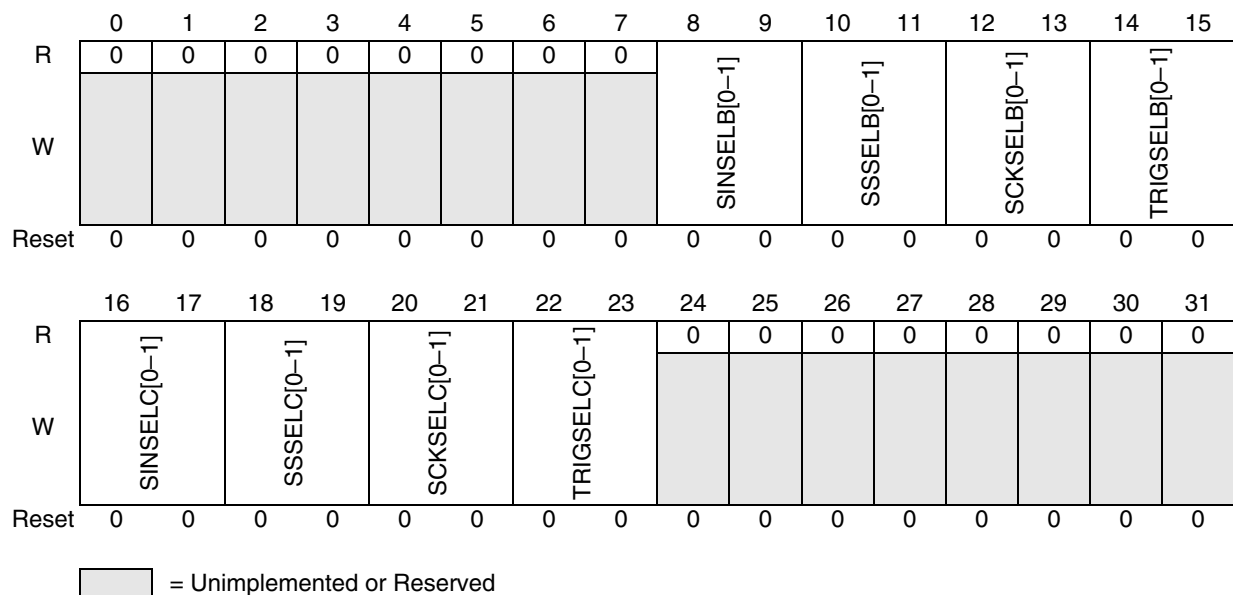 0 1 2 3 4 5 6 7 8 9 10 11 12 13 14 15
R 0 0 0 0 0 0 0 0 SINSELB[0–1] SSSELB[0–1] SCKSELB[0–1] TRIGSELB[0–1]
W
Reset 0 0 0 0 0 0 0 0 0 0 0 0 0 0 0 0
16 17 18 19 20 21 22 23 24 25 26 27 28 29 30 31
R SINSELC[0–1] SSSELC[0–1] SCKSELC[0–1] TRIGSELC[0–1] 0 0 0 0 0 0 0 0
W
Reset 0 0 0 0 0 0 0 0 0 0 0 0 0 0 0 0
= Unimplemented or Reserved